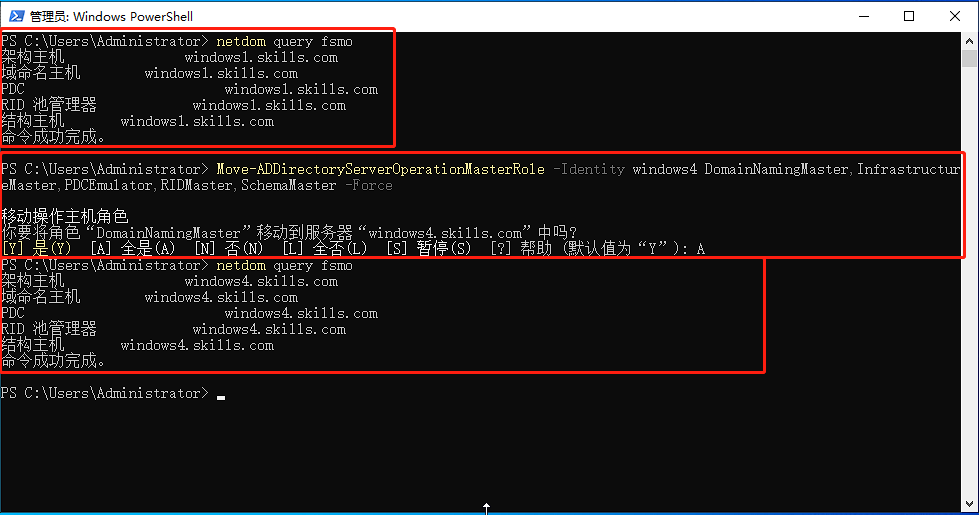 管理员: Windows PowerShell
PS C:\Users\Administrator> netdom query fsmo
架构主机 windows1.skills.com
域命名主机 windows1.skills.com
PDC windows1.skills.com
RID 池管理器 windows1.skills.com
结构主机 windows1.skills.com
命令成功完成。
PS C:\Users\Administrator> Move-ADDirectoryServerOperationMasterRole -Identity windows4 DomainNamingMaster,Infrastructur
eMaster,PDCEmulator,RIDMaster,SchemaMaster -Force
移动操作主机角色
你要将角色“DomainNamingMaster”移动到服务器“windows4.skills.com”中吗?
[Y] 是(Y) [A] 全是(A) [N] 否(N) [L] 全否(L) [S] 暂停(S) [?] 帮助 (默认值为“Y”): A
PS C:\Users\Administrator> netdom query fsmo
架构主机 windows4.skills.com
域命名主机 windows4.skills.com
PDC windows4.skills.com
RID 池管理器 windows4.skills.com
结构主机 windows4.skills.com
命令成功完成。
PS C:\Users\Administrator>